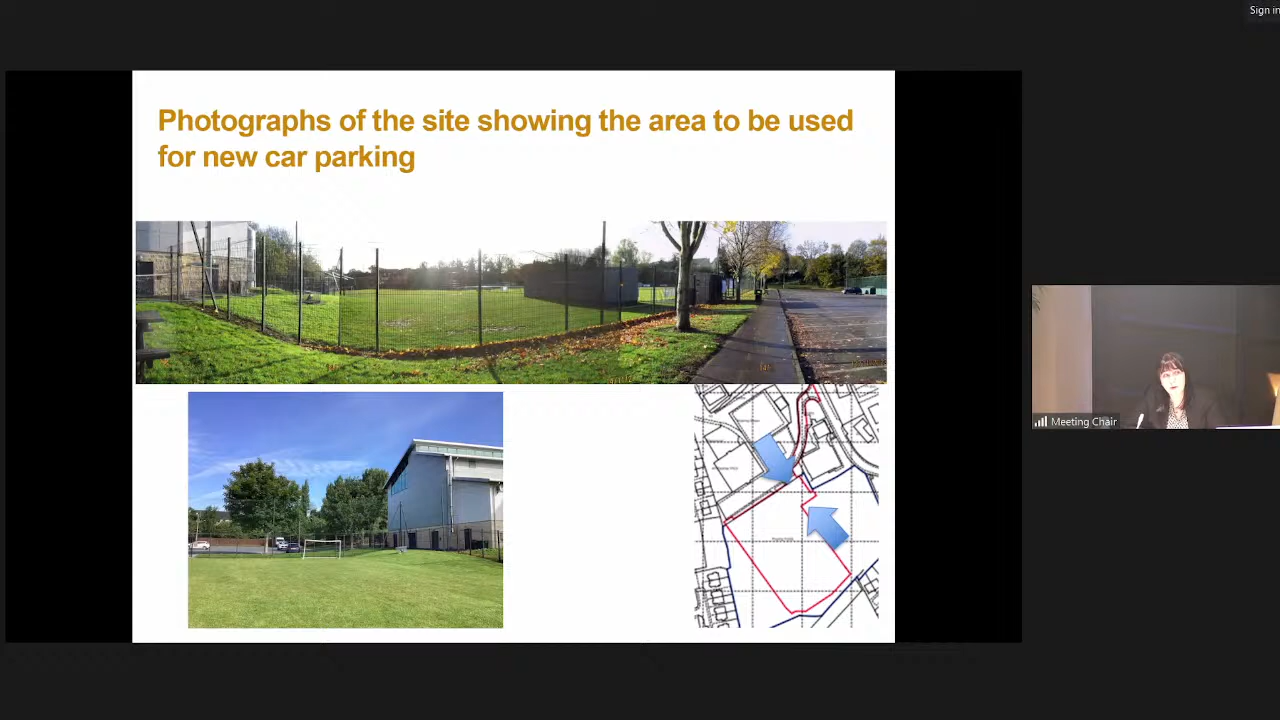 Sign in
Photographs of the site showing the area to be used
for new car parking
Meeting Chair